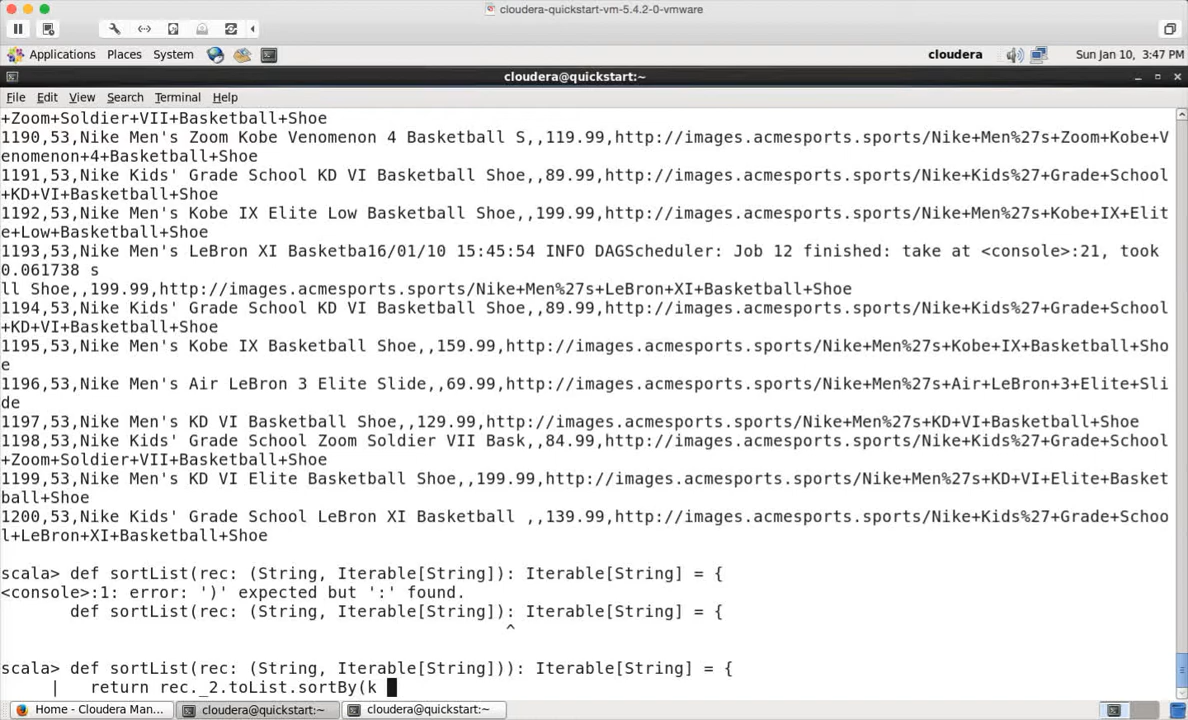 cloudera-quickstart-vm-5.4.2-0-vmware
Applications Places System cloudera Sun Jan 10, 3:47 PM
cloudera@quickstart:~
File Edit View Search Terminal Help
+Zoom+Soldier+VII+Basketball+Shoe
1190,53,Nike Men's Zoom Kobe Venomenon 4 Basketball S,,119.99,http://images.acmesports.sports/Nike+Men%27s+Zoom+Kobe+V
enomenon+4+Basketball+Shoe
1191,53,Nike Kids' Grade School KD VI Basketball Shoe,,89.99,http://images.acmesports.sports/Nike+Kids%27+Grade+School
+KD+VI+Basketball+Shoe
1192,53,Nike Men's Kobe IX Elite Low Basketball Shoe,,199.99,http://images.acmesports.sports/Nike+Men%27s+Kobe+IX+Elit
e+Low+Basketball+Shoe
1193,53,Nike Men's LeBron XI Basketba16/01/10 15:45:54 INFO DAGScheduler: Job 12 finished: take at <console>:21, took
0.061738 s
ll Shoe,,199.99,http://images.acmesports.sports/Nike+Men%27s+LeBron+XI+Basketball+Shoe
1194,53,Nike Kids' Grade School KD VI Basketball Shoe,,89.99,http://images.acmesports.sports/Nike+Kids%27+Grade+School
+KD+VI+Basketball+Shoe
1195,53,Nike Men's Kobe IX Basketball Shoe,,159.99,http://images.acmesports.sports/Nike+Men%27s+Kobe+IX+Basketball+Sho
e
1196,53,Nike Men's Air LeBron 3 Elite Slide,,69.99,http://images.acmesports.sports/Nike+Men%27s+Air+LeBron+3+Elite+Sli
de
1197,53,Nike Men's KD VI Basketball Shoe,,129.99,http://images.acmesports.sports/Nike+Men%27s+KD+VI+Basketball+Shoe
1198,53,Nike Kids' Grade School Zoom Soldier VII Bask,,84.99,http://images.acmesports.sports/Nike+Kids%27+Grade+School
+Zoom+Soldier+VII+Basketball+Shoe
1199,53,Nike Men's KD VI Elite Basketball Shoe,,199.99,http://images.acmesports.sports/Nike+Men%27s+KD+VI+Elite+Basket
ball+Shoe
1200,53,Nike Kids' Grade School LeBron XI Basketball ,,139.99,http://images.acmesports.sports/Nike+Kids%27+Grade+Schoo
l+LeBron+XI+Basketball+Shoe
scala> def sortList(rec: (String, Iterable[String]): Iterable[String] = {
<console>:1: error: ')' expected but ':' found.
def sortList(rec: (String, Iterable[String]): Iterable[String] = {
^
scala> def sortList(rec: (String, Iterable[String])): Iterable[String] = {
| return rec._2.toList.sortBy(k
Home - Cloudera Man... cloudera@quickstart:~ cloudera@quickstart:~